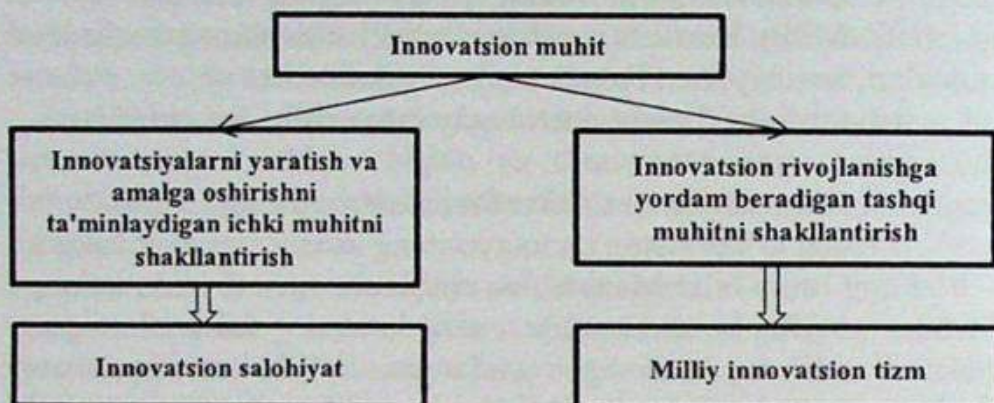 Innovatsion muhit
Innovatsiyalarni yaratish va
amalga oshirishni
ta'minlaydigan ichki muhitni
shakllantirish
Innovatsion rivojlanishga
yordam beradigan tashqi
muhitni shakllantirish
Innovatsion salohiyat
Milliy innovatsion tizm